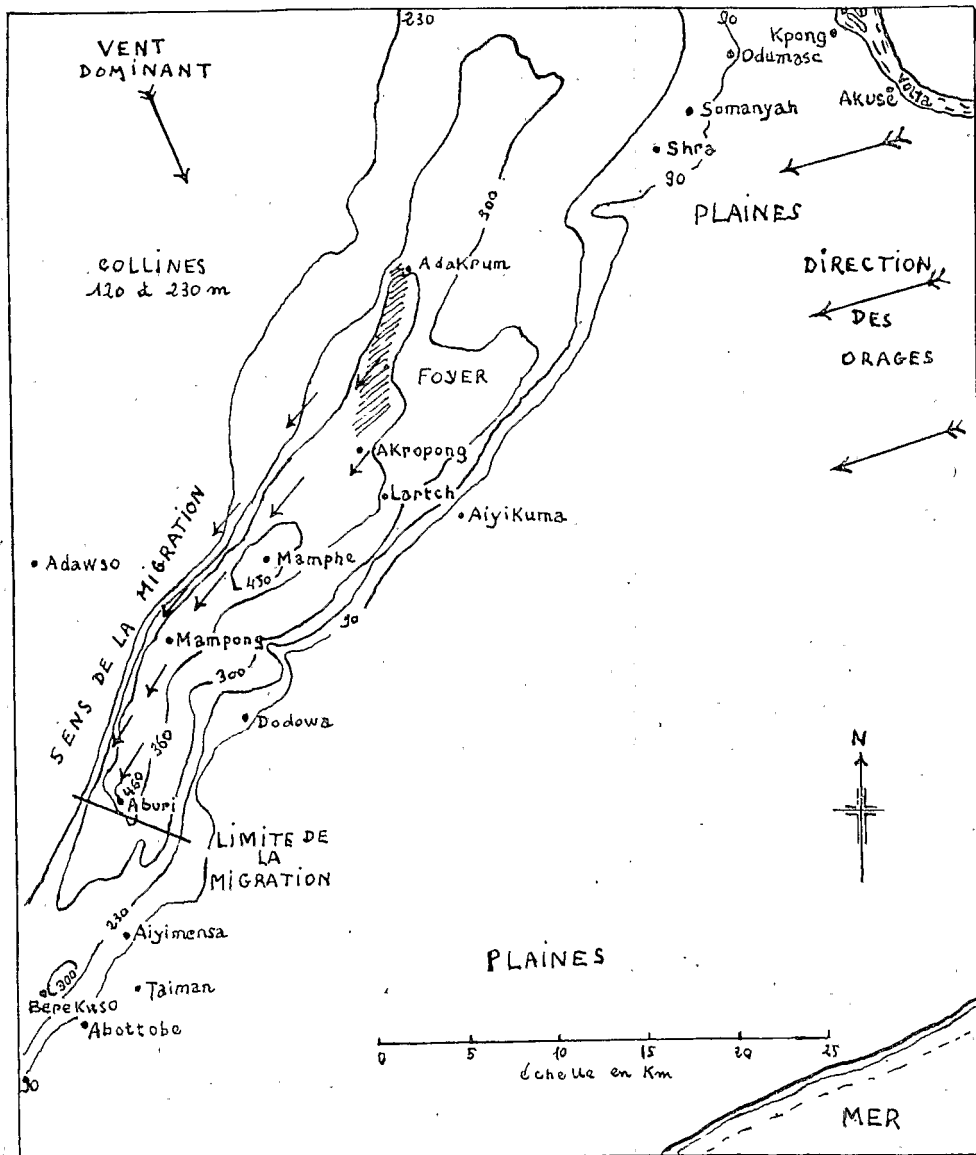 230
90
Kpong
Odumase
VOLTA
AKuse
VENT
DOMINANT
Somanyah
Shra
90
300
PLAINES
COLLINES
120 à 230 m
AdaKrum
DIRECTION
DES
ORAGES
FOYER
AKropong
Larteh
AiyiKuma
Adawso
SENS DE LA MIGRATION
Mamphe
450
Mampong
90
300
Dodowa
360
460
Aburi
N
LIMITE DE
LA
MIGRATION
230
Aiyimensa
PLAINES
300
BereKuso
Taiman
Abottobe
90
0 5 10 15 20 25
échelle en Km
MER